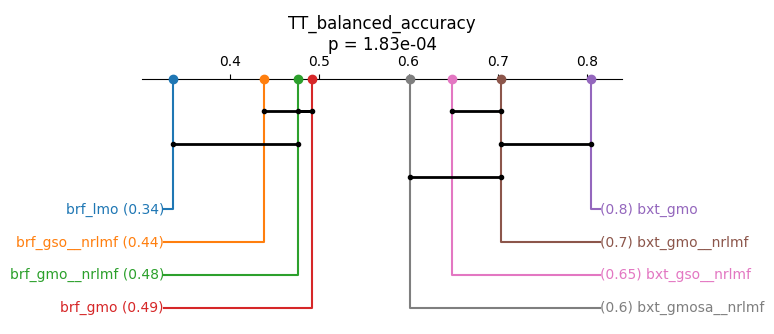 TT_balanced_accuracy
p = 1.83e-04
0.4 0.5 0.6 0.7 0.8
brf_lmo (0.34) (0.8) bxt_gmo
brf_gso__nrlmf (0.44) (0.7) bxt_gmo__nrlmf
brf_gmo__nrlmf (0.48) (0.65) bxt_gso__nrlmf
brf_gmo (0.49) (0.6) bxt_gmosa__nrlmf